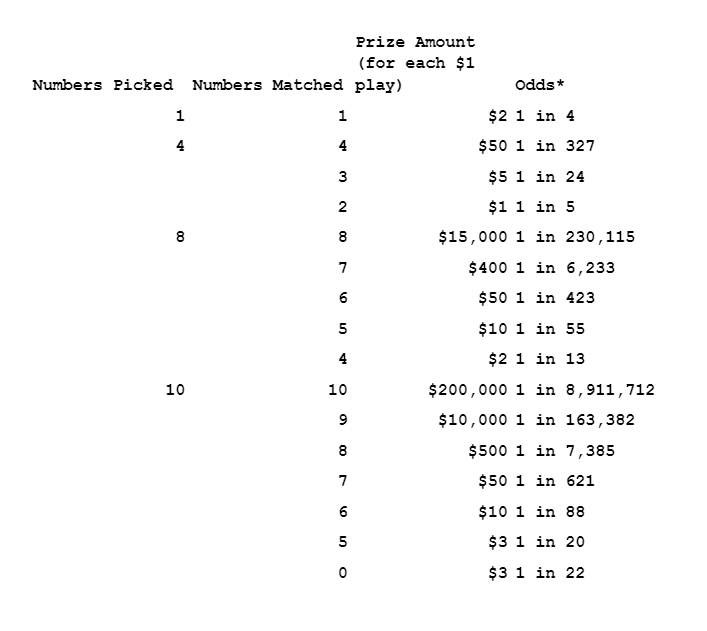 Prize Amount
(for each $1
Numbers Picked Numbers Matched play) Odds*
1 1 $2 1 in 4
4 4 $50 1 in 327
3 $5 1 in 24
2 $1 1 in 5
8 8 $15,000 1 in 230,115
7 $400 1 in 6,233
6 $50 1 in 423
5 $10 1 in 55
4 $2 1 in 13
10 10 $200,000 1 in 8,911,712
9 $10,000 1 in 163,382
8 $500 1 in 7,385
7 $50 1 in 621
6 $10 1 in 88
5 $3 1 in 20
0 $3 1 in 22